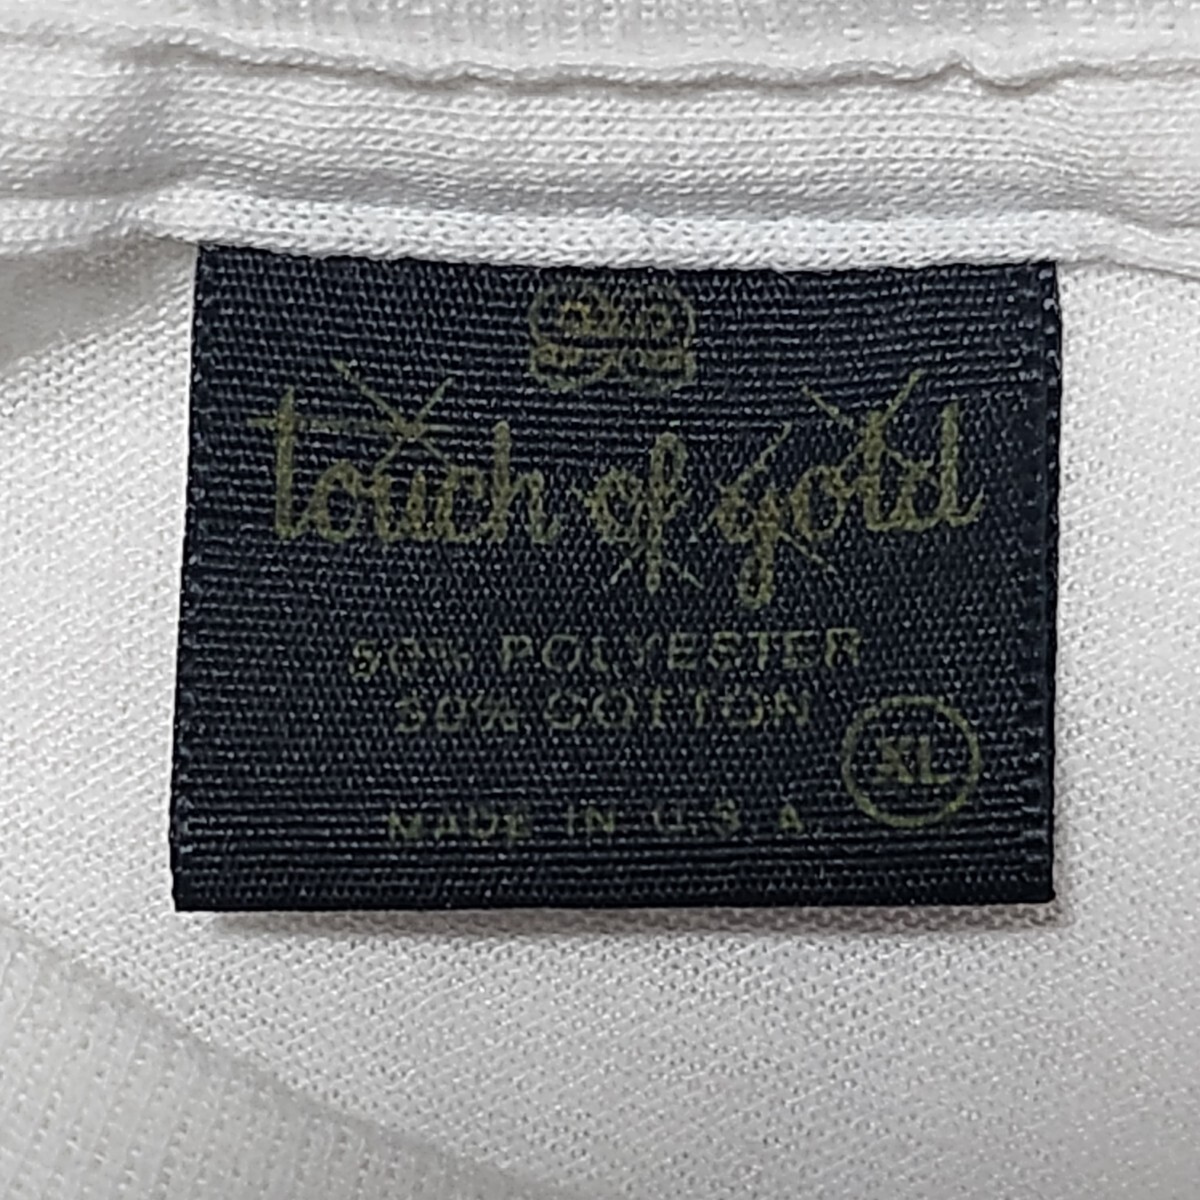 touch of gold
50% POLYESTER
50% COTTON
XL
MADE IN U.S.A.